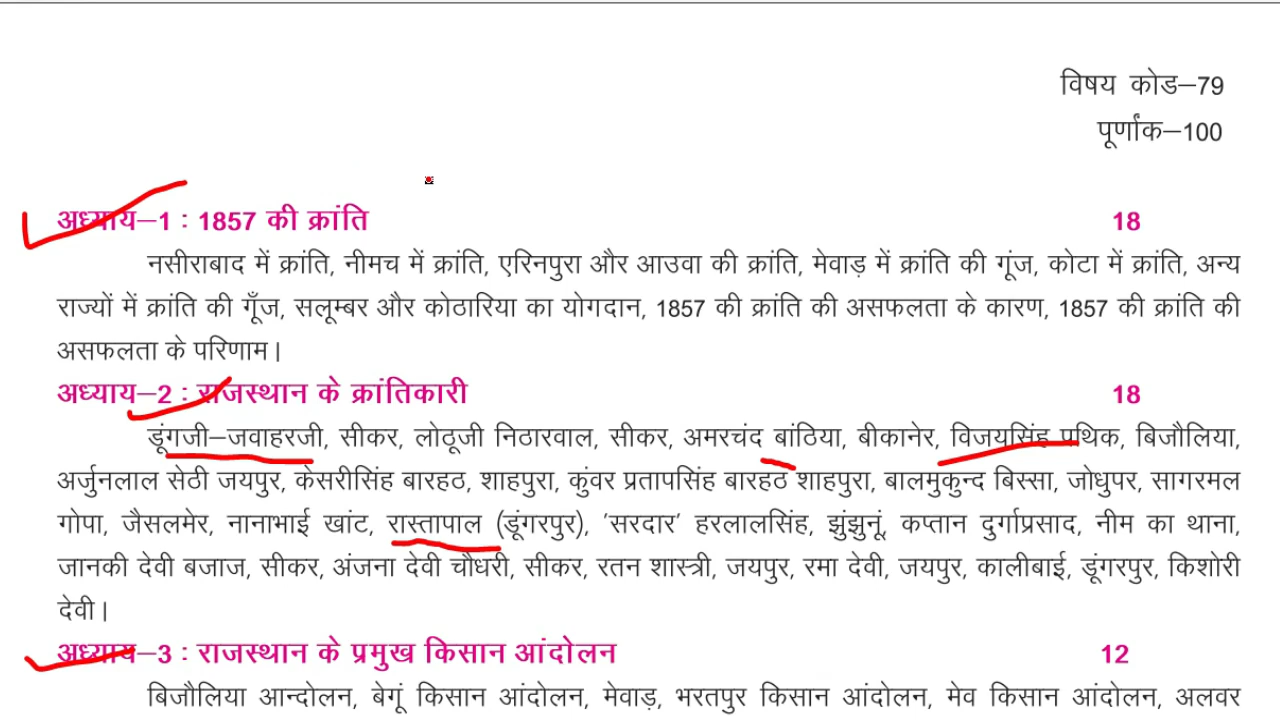 विषय कोड–79
पूर्णांक–100
अध्याय–1 : 1857 की क्रांति 18
नसीराबाद में क्रांति, नीमच में क्रांति, एरिनपुरा और आउवा की क्रांति, मेवाड़ में क्रांति की गूंज, कोटा में क्रांति, अन्य
राज्यों में क्रांति की गूँज, सलूम्बर और कोठारिया का योगदान, 1857 की क्रांति की असफलता के कारण, 1857 की क्रांति की
असफलता के परिणाम।
अध्याय–2 : राजस्थान के क्रांतिकारी 18
डूंगजी–जवाहरजी, सीकर, लोठूजी निठारवाल, सीकर, अमरचंद बांठिया, बीकानेर, विजयसिंह पथिक, बिजौलिया,
अर्जुनलाल सेठी जयपुर, केसरीसिंह बारहठ, शाहपुरा, कुंवर प्रतापसिंह बारहठ शाहपुरा, बालमुकुन्द बिस्सा, जोधुपर, सागरमल
गोपा, जैसलमेर, नानाभाई खांट, रास्तापाल (डूंगरपुर), 'सरदार' हरलालसिंह, झुंझुनूं, कप्तान दुर्गाप्रसाद, नीम का थाना,
जानकी देवी बजाज, सीकर, अंजना देवी चौधरी, सीकर, रतन शास्त्री, जयपुर, रमा देवी, जयपुर, कालीबाई, डूंगरपुर, किशोरी
देवी।
अध्याय–3 : राजस्थान के प्रमुख किसान आंदोलन 12
बिजौलिया आन्दोलन, बेगूं किसान आंदोलन, मेवाड़, भरतपुर किसान आंदोलन, मेव किसान आंदोलन, अलवर